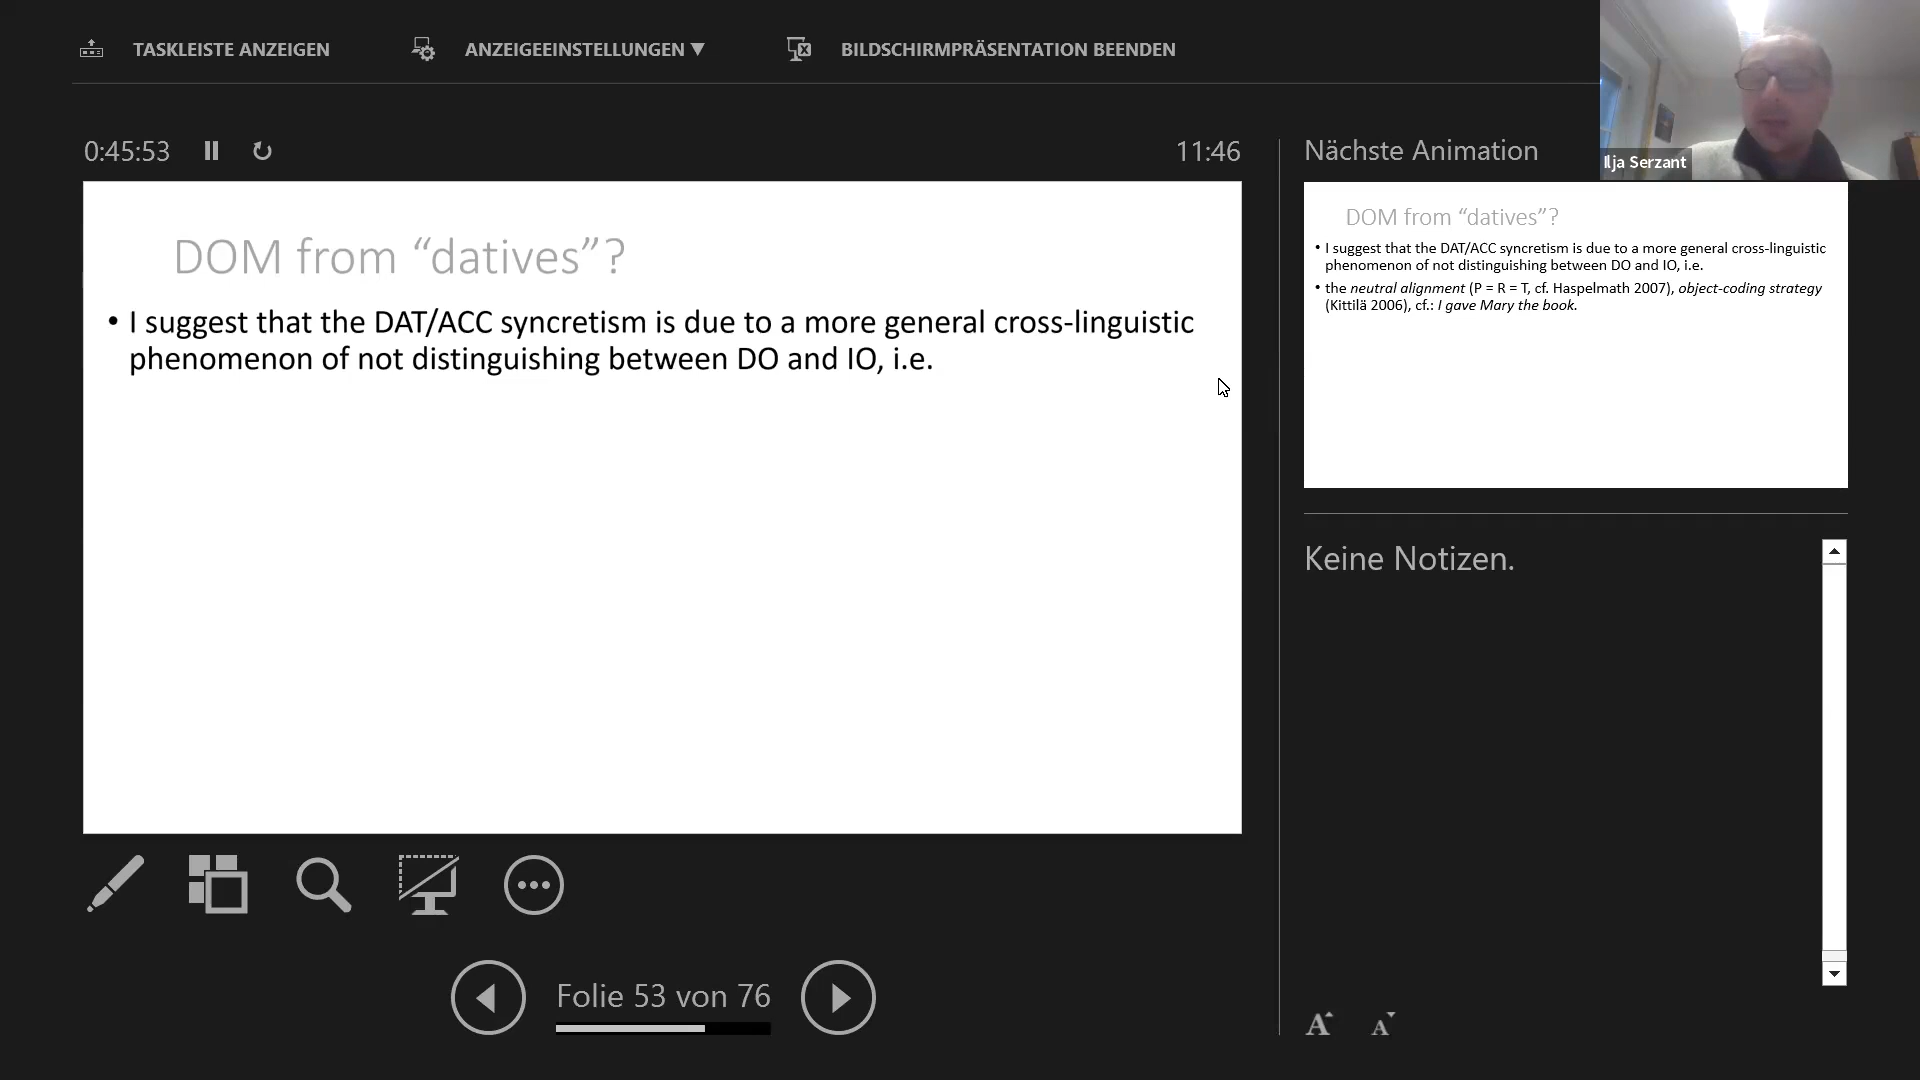 TASKLEISTE ANZEIGEN
ANZEIGEEINSTELLUNGEN ▼
BILDSCHIRMPRÄSENTATION BEENDEN
0:45:53
11:46
DOM from “datives”?
• I suggest that the DAT/ACC syncretism is due to a more general cross-linguistic
phenomenon of not distinguishing between DO and IO, i.e.
Folie 53 von 76
Nächste Animation
Ilja Serzant
DOM from “datives”?
• I suggest that the DAT/ACC syncretism is due to a more general cross-linguistic
phenomenon of not distinguishing between DO and IO, i.e.
• the neutral alignment (P = R = T, cf. Haspelmath 2007), object-coding strategy
(Kittilä 2006), cf.: I gave Mary the book.
Keine Notizen.
A A